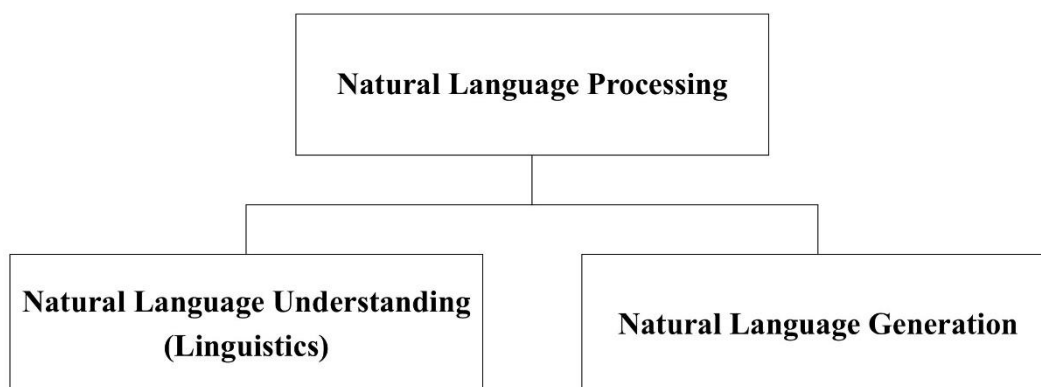 Natural Language Processing
Natural Language Understanding
(Linguistics)
Natural Language Generation